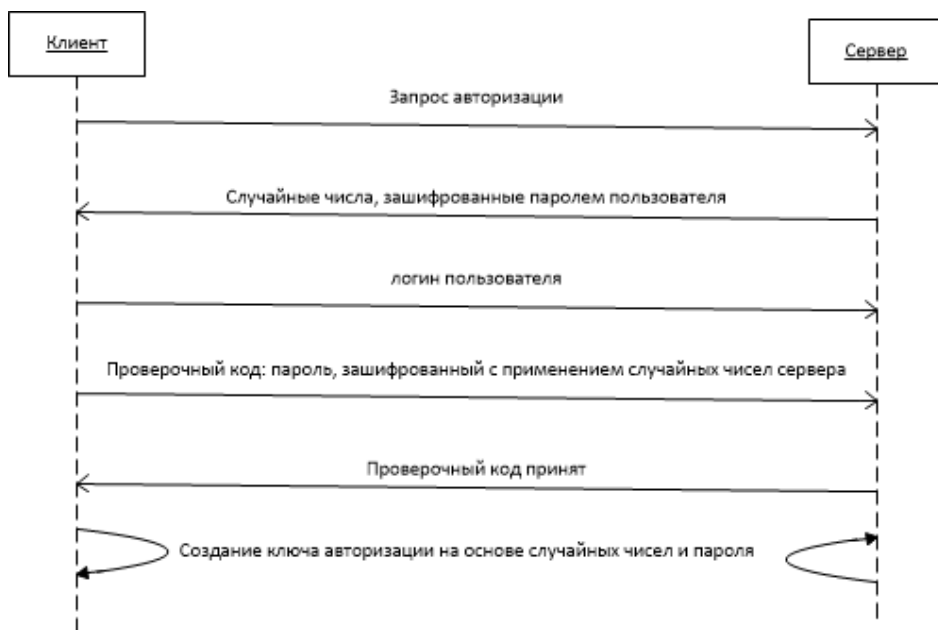 Клиент
Сервер
Запрос авторизации
Случайные числа, зашифрованные паролем пользователя
логин пользователя
Проверочный код: пароль, зашифрованный с применением случайных чисел сервера
Проверочный код принят
Создание ключа авторизации на основе случайных чисел и пароля